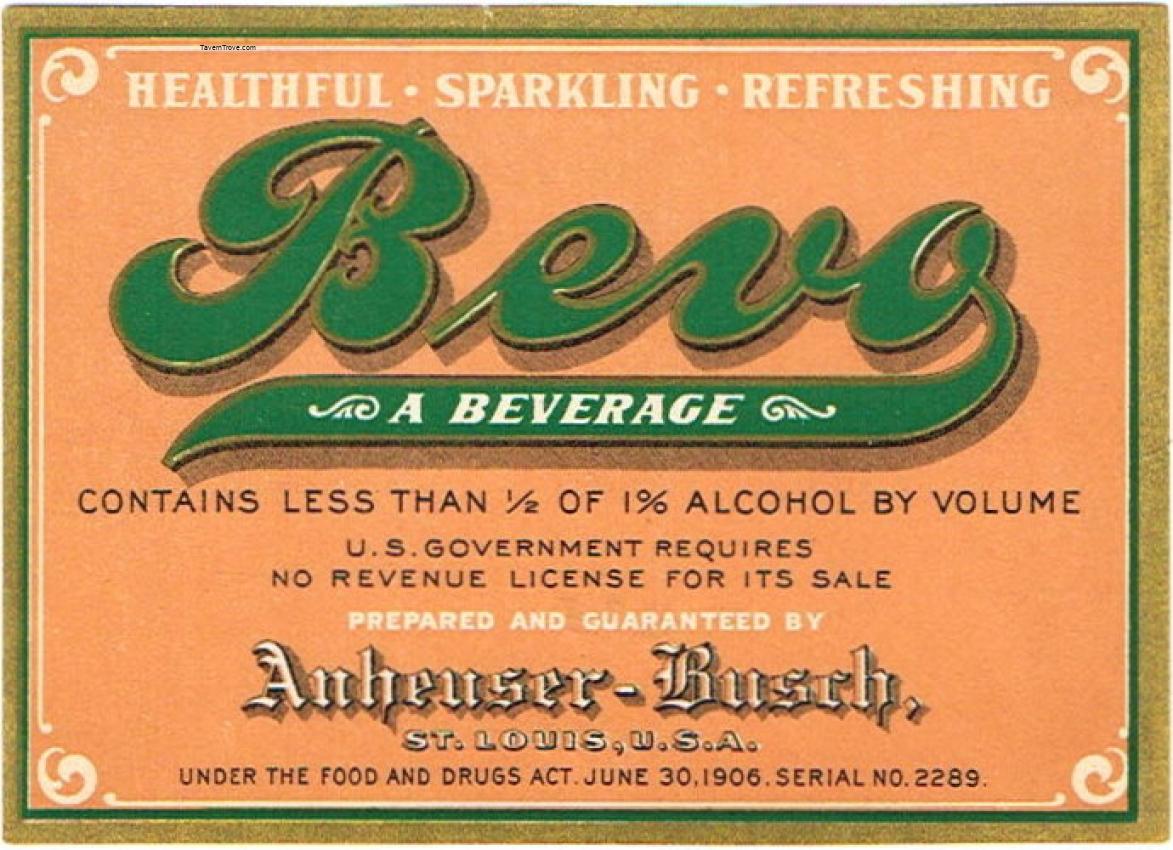 TavernTrove.com
HEALTHFUL · SPARKLING · REFRESHING
Bevo
A BEVERAGE
CONTAINS LESS THAN ½ OF 1% ALCOHOL BY VOLUME
U.S. GOVERNMENT REQUIRES
NO REVENUE LICENSE FOR ITS SALE
PREPARED AND GUARANTEED BY
Anheuser-Busch,
ST. LOUIS, U.S.A.
UNDER THE FOOD AND DRUGS ACT. JUNE 30, 1906. SERIAL NO. 2289.